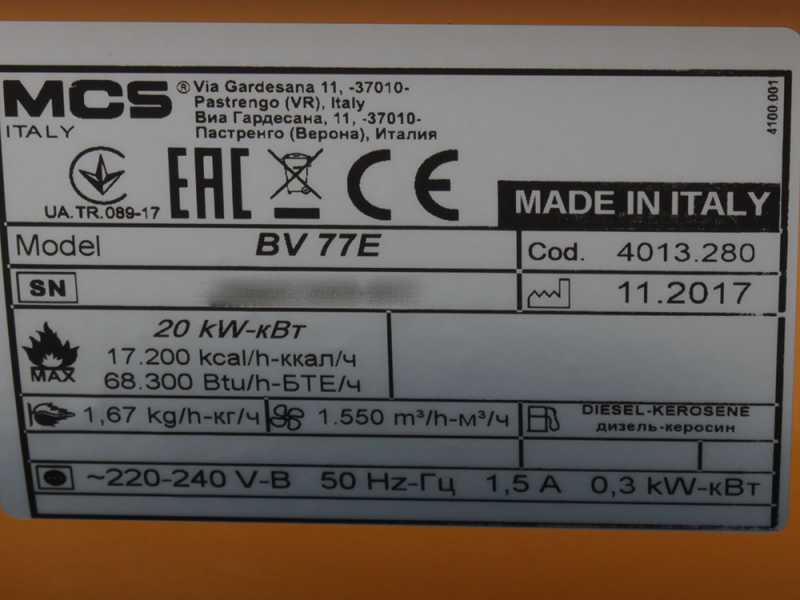 MCS ® Via Gardesana 11, -37010-
Pastrengo (VR), Italy
Виа Гардесана, 11, -37010-
ITALY Пастренго (Верона), Италия
4100 001
UA.TR.089-17 EAC CE MADE IN ITALY
Model BV 77E Cod. 4013.280
SN 11.2017
20 kW-кВт
17.200 kcal/h-ккал/ч
MAX 68.300 Btu/h-БТЕ/ч
1,67 kg/h-кг/ч 1.550 m³/h-м³/ч DIESEL-KEROSENE
дизель-керосин
~220-240 V-В 50 Hz-Гц 1,5 A 0,3 kW-кВт